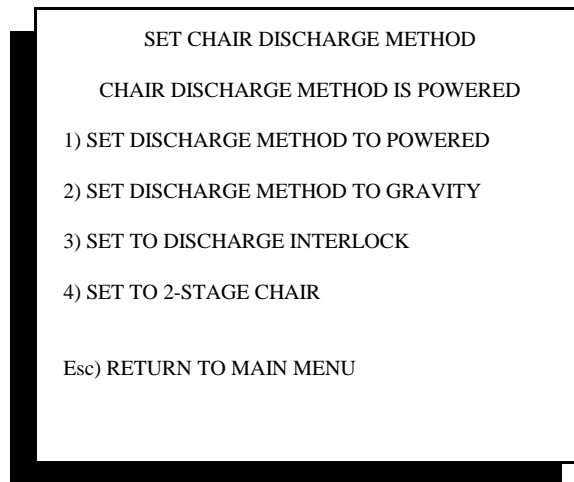 SET CHAIR DISCHARGE METHOD
CHAIR DISCHARGE METHOD IS POWERED
1) SET DISCHARGE METHOD TO POWERED
2) SET DISCHARGE METHOD TO GRAVITY
3) SET TO DISCHARGE INTERLOCK
4) SET TO 2-STAGE CHAIR
Esc) RETURN TO MAIN MENU